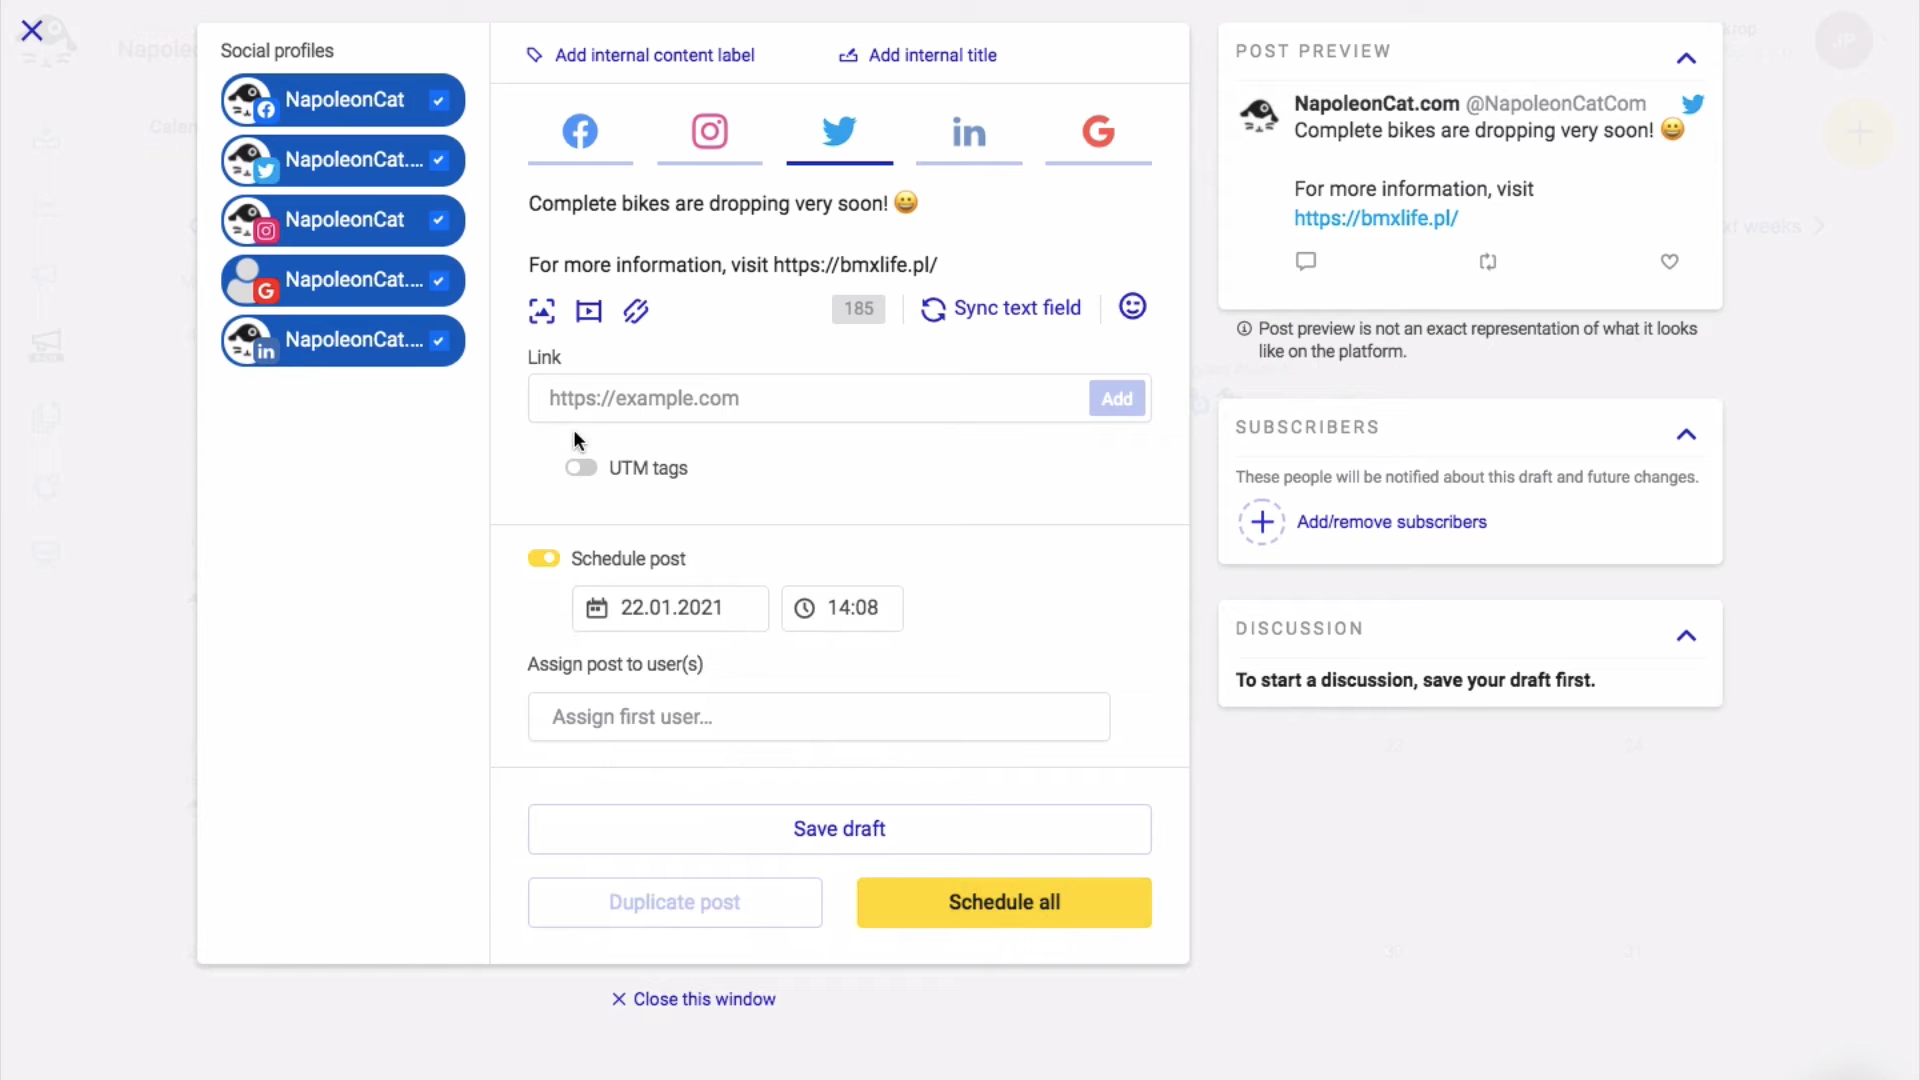 Social profiles
NapoleonCat
NapoleonCat....
NapoleonCat
NapoleonCat....
NapoleonCat....
Add internal content label
Add internal title
Complete bikes are dropping very soon! 😀
For more information, visit https://bmxlife.pl/
185
Sync text field
Link
https://example.com
Add
UTM tags
Schedule post
22.01.2021
14:08
Assign post to user(s)
Assign first user...
Save draft
Duplicate post
Schedule all
Close this window
POST PREVIEW
NapoleonCat.com @NapoleonCatCom
Complete bikes are dropping very soon! 😀
For more information, visit
https://bmxlife.pl/
Post preview is not an exact representation of what it looks
like on the platform.
SUBSCRIBERS
These people will be notified about this draft and future changes.
Add/remove subscribers
DISCUSSION
To start a discussion, save your draft first.
23
24
30
31
JP
weeks